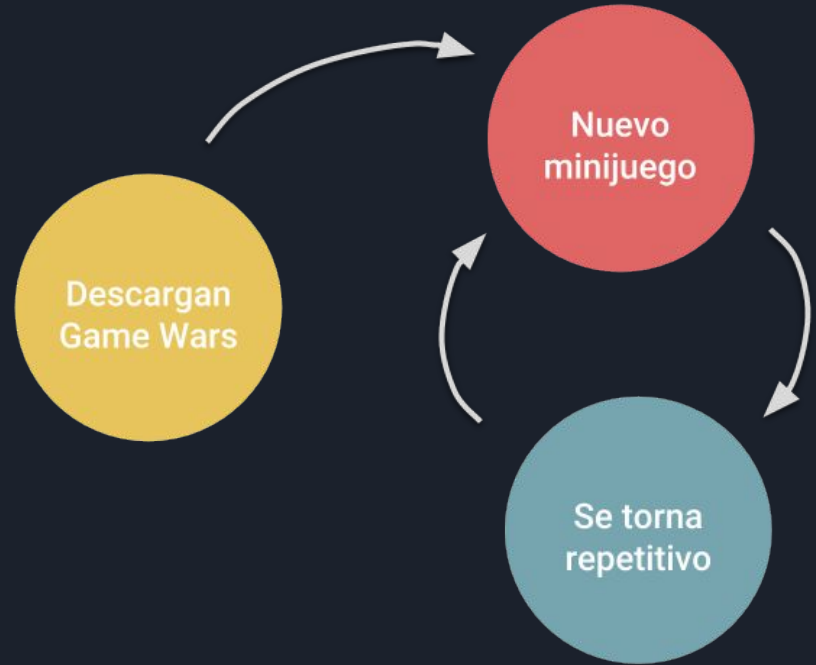 Nuevo
minijuego
Descargan
Game Wars
Se torna
repetitivo